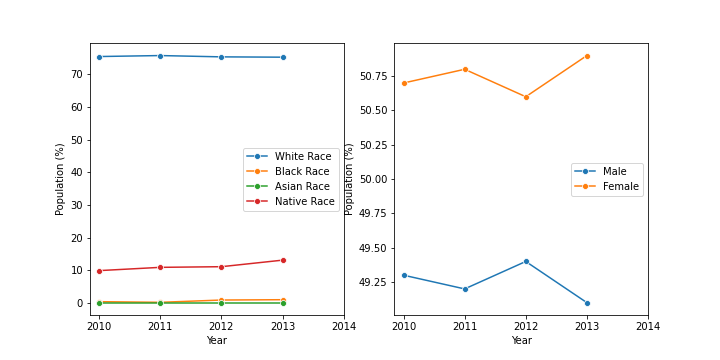 70
60
50
40
30
20
10
0
Population (%)
2010 2011 2012 2013 2014
Year
White Race
Black Race
Asian Race
Native Race
50.75
50.50
50.25
50.00
49.75
49.50
49.25
Population (%)
2010 2011 2012 2013 2014
Year
Male
Female